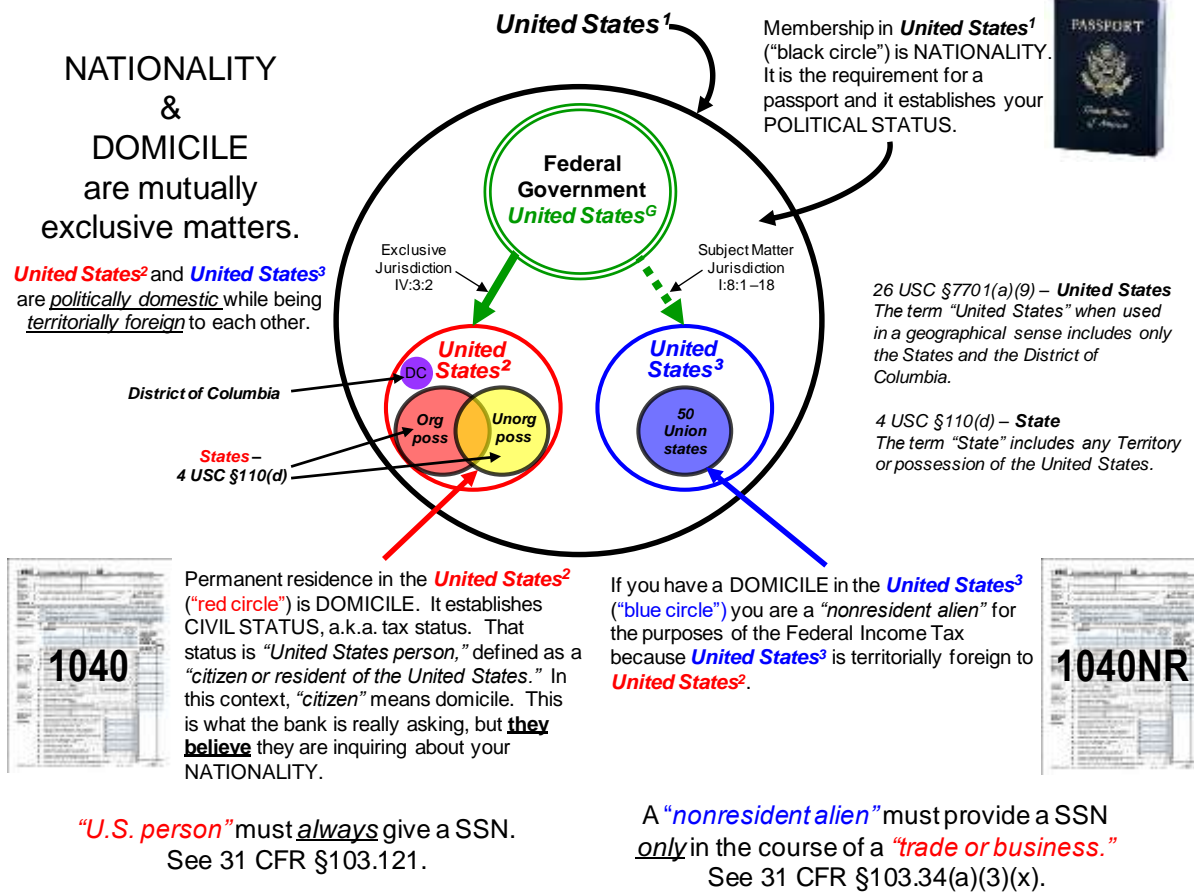 NATIONALITY
&
DOMICILE
are mutually
exclusive matters.
United States² and United States³
are politically domestic while being
territorially foreign to each other.
United States¹
Membership in United States¹
(“black circle”) is NATIONALITY.
It is the requirement for a
passport and it establishes your
POLITICAL STATUS.
PASSPORT
United States
of America
Federal
Government
United Statesᴳ
Exclusive
Jurisdiction
IV:3:2
Subject Matter
Jurisdiction
I:8:1–18
United
States²
DC
Org
poss
Unorg
poss
United
States³
50
Union
states
District of Columbia
States –
4 USC §110(d)
26 USC §7701(a)(9) – United States
The term “United States” when used
in a geographical sense includes only
the States and the District of
Columbia.
4 USC §110(d) – State
The term “State” includes any Territory
or possession of the United States.
1040
Permanent residence in the United States²
(“red circle”) is DOMICILE. It establishes
CIVIL STATUS, a.k.a. tax status. That
status is “United States person,” defined as a
“citizen or resident of the United States.” In
this context, “citizen” means domicile. This
is what the bank is really asking, but they
believe they are inquiring about your
NATIONALITY.
If you have a DOMICILE in the United States³
(“blue circle”) you are a “nonresident alien” for
the purposes of the Federal Income Tax
because United States³ is territorially foreign to
United States².
1040NR
“U.S. person” must always give a SSN.
See 31 CFR §103.121.
A “nonresident alien” must provide a SSN
only in the course of a “trade or business.”
See 31 CFR §103.34(a)(3)(x).